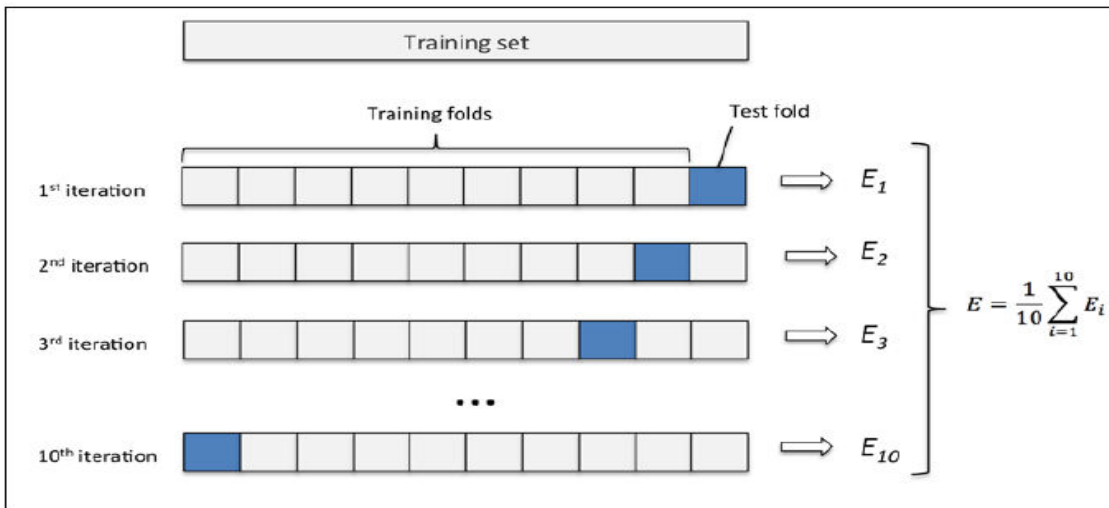 Training set
Training folds
Test fold
1st iteration
E1
2nd iteration
E2
3rd iteration
E3
E = 1/10 ∑_{i=1}^{10} Ei
...
10th iteration
E10